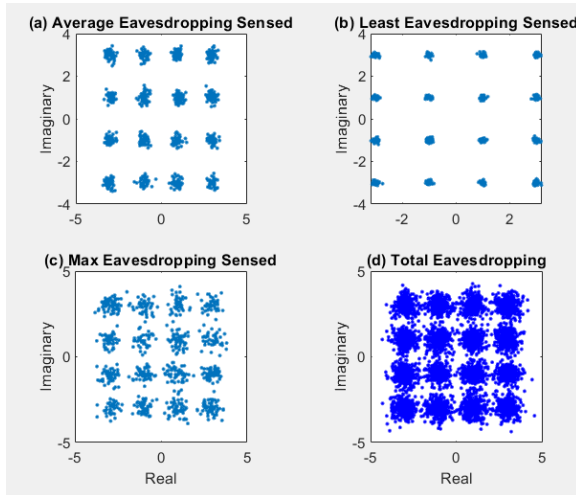 (a) Average Eavesdropping Sensed
4
2
0
-2
-4
-5
0
5
Imaginary
(b) Least Eavesdropping Sensed
4
2
0
-2
-4
-2
0
2
Imaginary
(c) Max Eavesdropping Sensed
5
0
-5
-5
0
5
Imaginary
Real
(d) Total Eavesdropping
5
0
-5
-5
0
5
Imaginary
Real